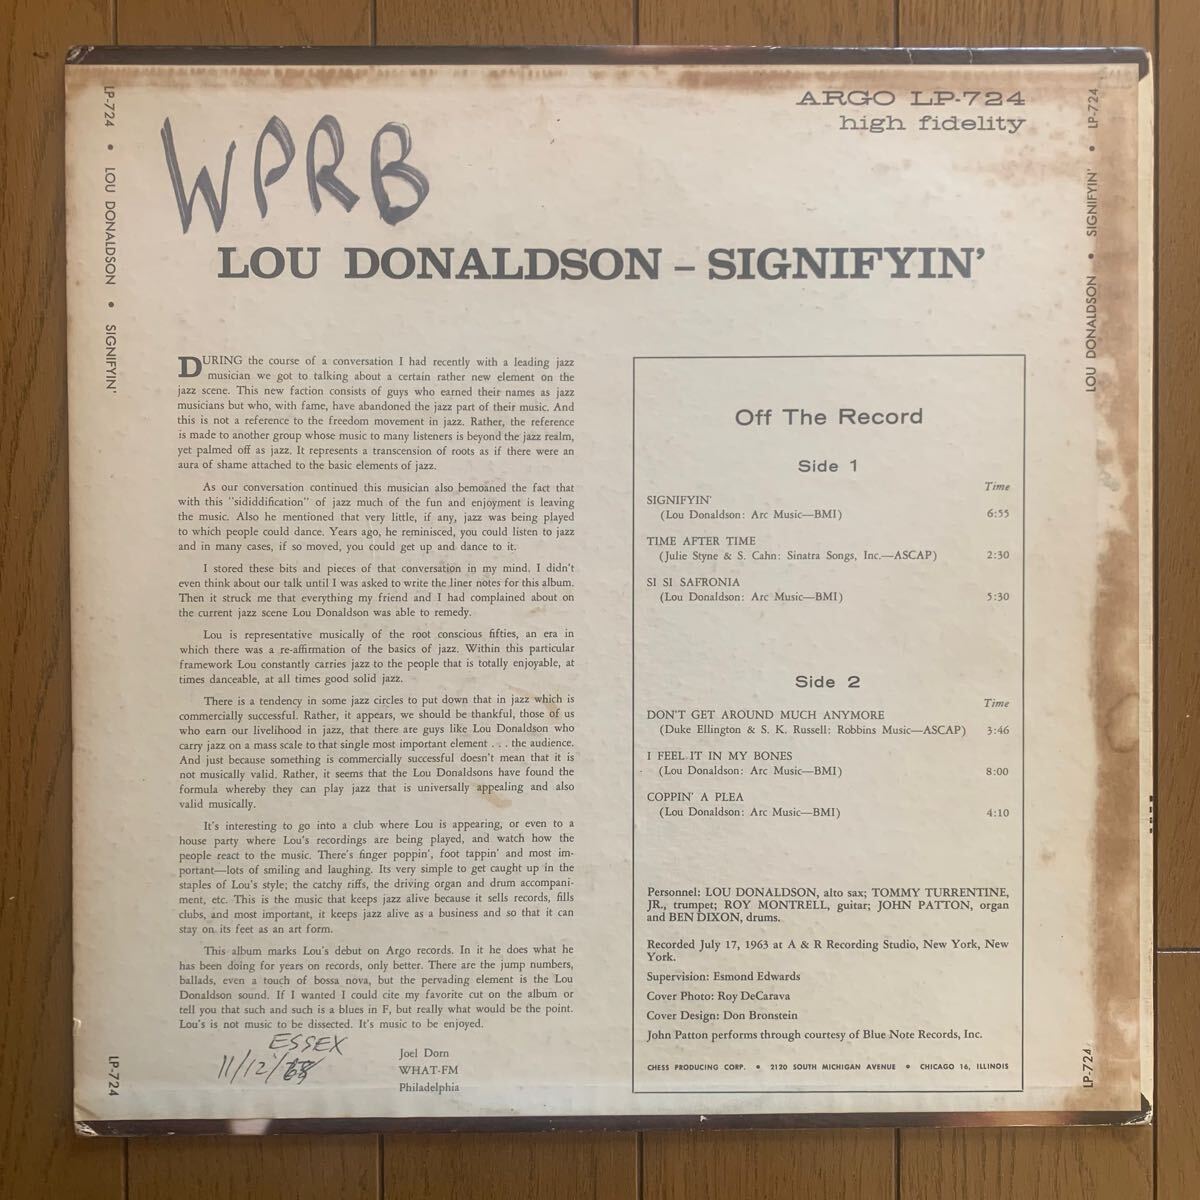 ARGO LP-724
high fidelity
WPRB
LOU DONALDSON – SIGNIFYIN'
LP-724 • LOU DONALDSON • SIGNIFYIN'
LP-724
DURING the course of a conversation I had recently with a leading jazz
musician we got to talking about a certain rather new element on the
jazz scene. This new faction consists of guys who earned their names as jazz
musicians but who, with fame, have abandoned the jazz part of their music. And
this is not a reference to the freedom movement in jazz. Rather, the reference
is made to another group whose music to many listeners is beyond the jazz realm,
yet palmed off as jazz. It represents a transcension of roots as if there were an
aura of shame attached to the basic elements of jazz.
As our conversation continued this musician also bemoaned the fact that
with this "sididdification" of jazz much of the fun and enjoyment is leaving
the music. Also he mentioned that very little, if any, jazz was being played
to which people could dance. Years ago, he reminisced, you could listen to jazz
and in many cases, if so moved, you could get up and dance to it.
I stored these bits and pieces of that conversation in my mind. I didn't
even think about our talk until I was asked to write the liner notes for this album.
Then it struck me that everything my friend and I had complained about on
the current jazz scene Lou Donaldson was able to remedy.
Lou is representative musically of the root conscious fifties, an era in
which there was a re-affirmation of the basics of jazz. Within this particular
framework Lou constantly carries jazz to the people that is totally enjoyable, at
times danceable, at all times good solid jazz.
There is a tendency in some jazz circles to put down that in jazz which is
commercially successful. Rather, it appears, we should be thankful, those of us
who earn our livelihood in jazz, that there are guys like Lou Donaldson who
carry jazz on a mass scale to that single most important element . . . the audience.
And just because something is commercially successful doesn't mean that it is
not musically valid. Rather, it seems that the Lou Donaldsons have found the
formula whereby they can play jazz that is universally appealing and also
valid musically.
It's interesting to go into a club where Lou is appearing, or even to a
house party where Lou's recordings are being played, and watch how the
people react to the music. There's finger poppin', foot tappin' and most im-
portant—lots of smiling and laughing. Its very simple to get caught up in the
staples of Lou's style; the catchy riffs, the driving organ and drum accompani-
ment, etc. This is the music that keeps jazz alive because it sells records, fills
clubs, and most important, it keeps jazz alive as a business and so that it can
stay on its feet as an art form.
This album marks Lou's debut on Argo records. In it he does what he
has been doing for years on records, only better. There are the jump numbers,
ballads, even a touch of bossa nova, but the pervading element is the Lou
Donaldson sound. If I wanted I could cite my favorite cut on the album or
tell you that such and such is a blues in F, but really what would be the point.
Lou's is not music to be dissected. It's music to be enjoyed.
Joel Dorn
WHAT-FM
Philadelphia
ESSEX
11/12/68
Off The Record
Side 1
Time
SIGNIFYIN'
(Lou Donaldson: Arc Music—BMI) 6:55
TIME AFTER TIME
(Julie Styne & S. Cahn: Sinatra Songs, Inc.—ASCAP) 2:30
SI SI SAFRONIA
(Lou Donaldson: Arc Music—BMI) 5:30
Side 2
Time
DON'T GET AROUND MUCH ANYMORE
(Duke Ellington & S. K. Russell: Robbins Music—ASCAP) 3:46
I FEEL IT IN MY BONES
(Lou Donaldson: Arc Music—BMI) 8:00
COPPIN' A PLEA
(Lou Donaldson: Arc Music—BMI) 4:10
Personnel: LOU DONALDSON, alto sax; TOMMY TURRENTINE,
JR., trumpet; ROY MONTRELL, guitar; JOHN PATTON, organ
and BEN DIXON, drums.
Recorded July 17, 1963 at A & R Recording Studio, New York, New
York.
Supervision: Esmond Edwards
Cover Photo: Roy DeCarava
Cover Design: Don Bronstein
John Patton performs through courtesy of Blue Note Records, Inc.
CHESS PRODUCING CORP. • 2120 SOUTH MICHIGAN AVENUE • CHICAGO 16, ILLINOIS
LOU DONALDSON • SIGNIFYIN' • LP-724
LP-724